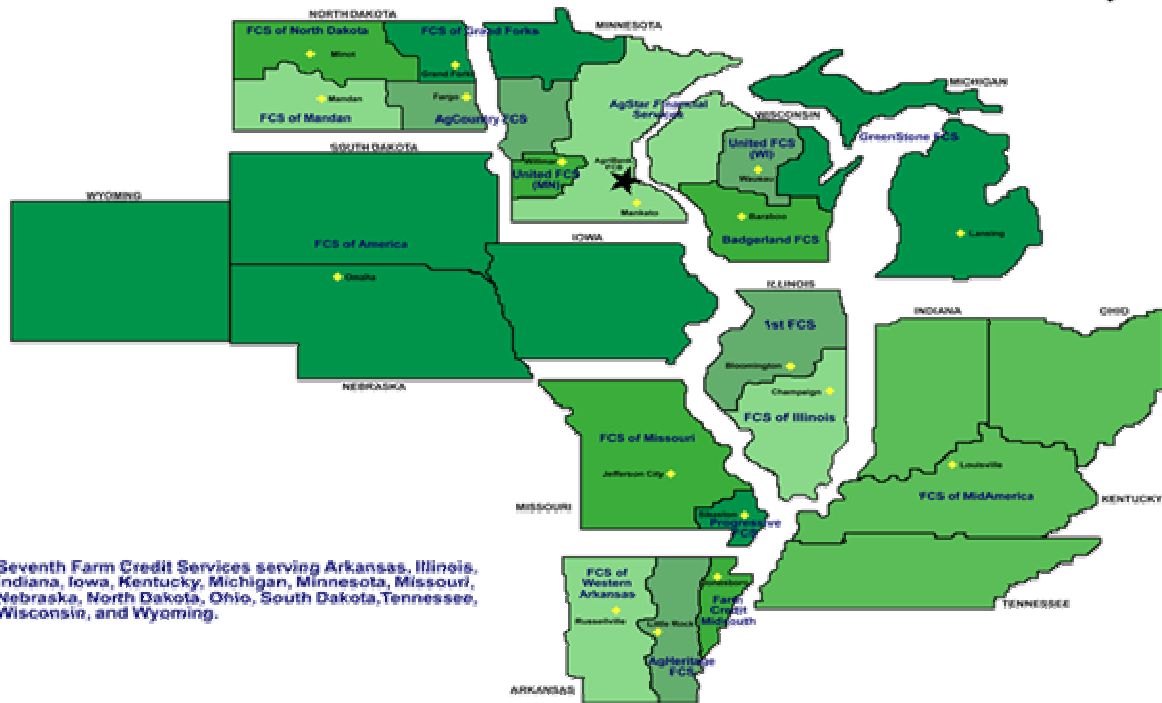 NORTH DAKOTA
MINNESOTA
FCS of North Dakota
FCS of Grand Forks
Minot
Grand Forks
MICHIGAN
Mandan
Fargo
AgStar Financial
Services
FCS of Mandan
AgCountry FCS
WISCONSIN
GreenStone FCS
SOUTH DAKOTA
United FCS
(WI)
Willmar
AgriBank
FCS
United FCS
(MN)
Wausau
WYOMING
Mankato
Baraboo
Lansing
IOWA
Badgerland FCS
FCS of America
Omaha
ILLINOIS
INDIANA
OHIO
1st FCS
Bloomington
NEBRASKA
Champaign
FCS of Illinois
FCS of Missouri
Louisville
Jefferson City
FCS of MidAmerica
KENTUCKY
MISSOURI
Sikeston
Progressive
FCS
Seventh Farm Credit Services serving Arkansas, Illinois,
Indiana, Iowa, Kentucky, Michigan, Minnesota, Missouri,
Nebraska, North Dakota, Ohio, South Dakota,Tennessee,
Wisconsin, and Wyoming.
FCS of
Western
Arkansas
Jonesboro
Farm
Credit
Midsouth
TENNESSEE
Russellville
Little Rock
AgHeritage
FCS
ARKANSAS